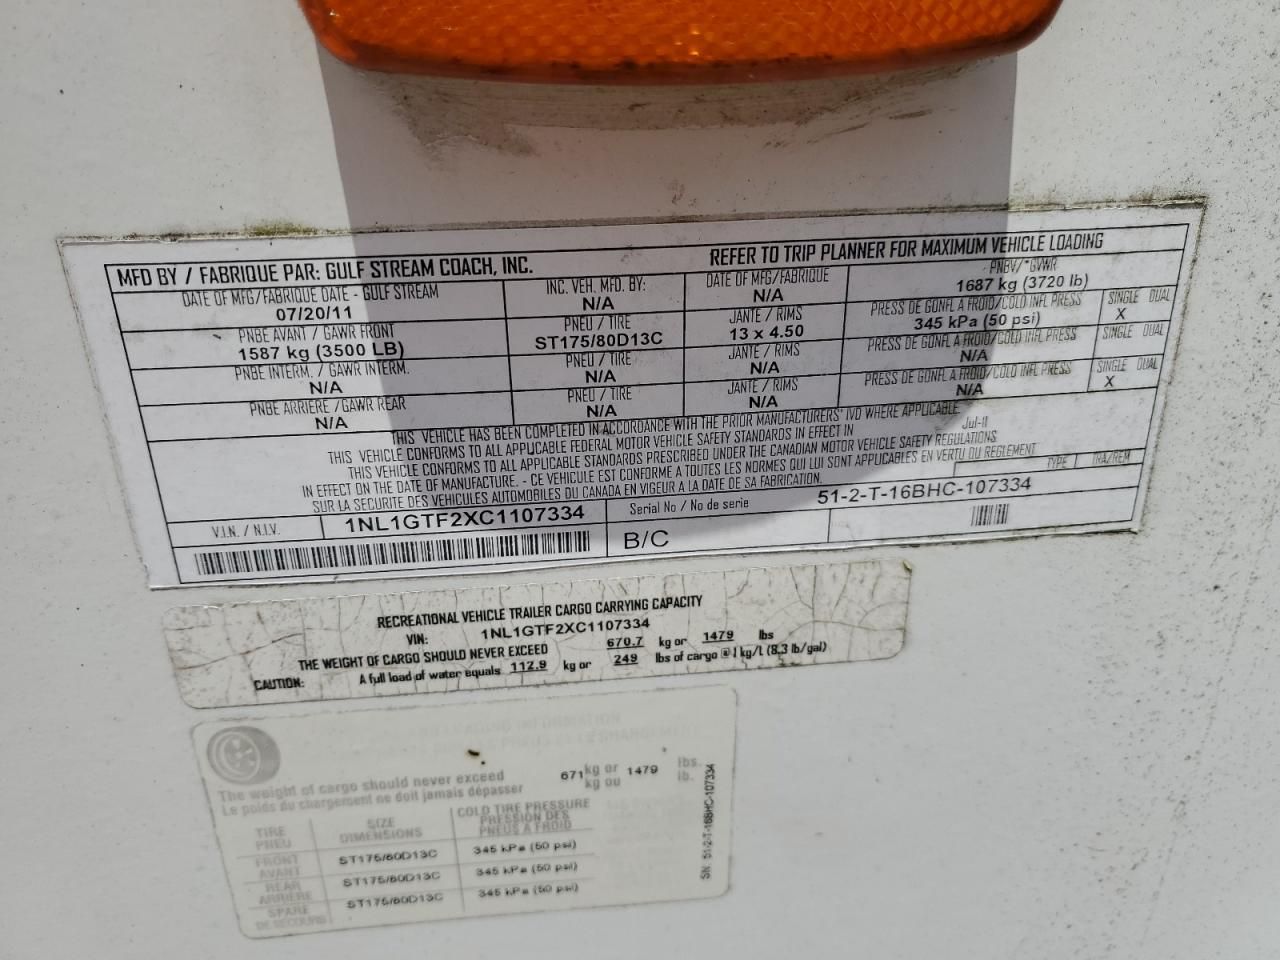 MFD BY / FABRIQUE PAR: GULF STREAM COACH, INC. REFER TO TRIP PLANNER FOR MAXIMUM VEHICLE LOADING
DATE OF MFG/FABRIQUE DATE - GULF STREAM INC. VEH. MFD. BY: DATE OF MFG/FABRIQUE PNBV/*GVWR
07/20/11 N/A N/A 1687 kg (3720 lb)
PNBE AVANT / GAWR FRONT PNEU / TIRE JANTE / RIMS PRESS DE GONFL A FROID/COLD INFL PRESS SINGLE DUAL
1587 kg (3500 LB) ST175/80D13C 13 x 4.50 345 kPa (50 psi) X
PNBE INTERM. / GAWR INTERM. PNEU / TIRE JANTE / RIMS PRESS DE GONFL A FROID/COLD INFL PRESS SINGLE DUAL
N/A N/A N/A N/A
PNBE ARRIERE /GAWR REAR PNEU / TIRE JANTE / RIMS PRESS DE GONFL A FROID/COLD INFL PRESS SINGLE DUAL
N/A N/A N/A N/A X
THIS VEHICLE HAS BEEN COMPLETED IN ACCORDANCE WITH THE PRIOR MANUFACTURERS' IVD WHERE APPLICABLE.
THIS VEHICLE CONFORMS TO ALL APPLICABLE FEDERAL MOTOR VEHICLE SAFETY STANDARDS IN EFFECT IN Jul-11
THIS VEHICLE CONFORMS TO ALL APPLICABLE STANDARDS PRESCRIBED UNDER THE CANADIAN MOTOR VEHICLE SAFETY REGULATIONS
IN EFFECT ON THE DATE OF MANUFACTURE. - CE VEHICULE EST CONFORME A TOUTES LES NORMES QUI LUI SONT APPLICABLES EN VERTU DU REGLEMENT
SUR LA SECURITE DES VEHICULES AUTOMOBILES DU CANADA EN VIGEUR A LA DATE DE SA FABRICATION. TYPE TRA/REM
V.I.N. / N.I.V. 1NL1GTF2XC1107334 Serial No / No de serie 51-2-T-16BHC-107334
B/C
RECREATIONAL VEHICLE TRAILER CARGO CARRYING CAPACITY
VIN: 1NL1GTF2XC1107334
THE WEIGHT OF CARGO SHOULD NEVER EXCEED 670.7 kg or 1479 lbs
CAUTION: A full load of water equals 112.9 kg or 249 lbs of cargo @ 1 kg/L (8.3 lb/gal)
The weight of cargo should never exceed 671 kg or 1479 lbs.
Le poids du chargement ne doit jamais dépasser kg ou lb.
TIRE SIZE COLD TIRE PRESSURE
PNEU DIMENSIONS PRESSION DES
PNEUS A FROID
FRONT ST175/80D13C 345 kPa (50 psi)
AVANT
REAR ST175/80D13C 345 kPa (50 psi)
ARRIERE
SPARE ST175/80D13C 345 kPa (50 psi)
DE SECOURS
SN: 51-2-T-16BHC-107334